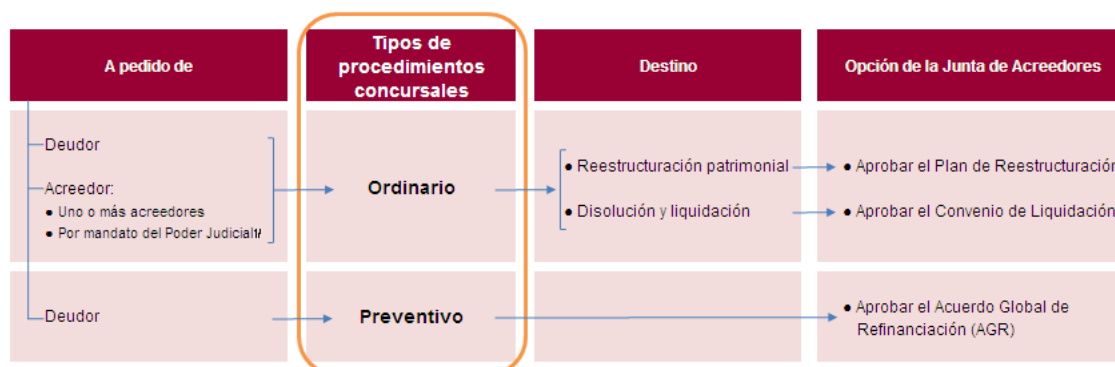 A pedido de
Tipos de
procedimientos
concursales
Destino
Opción de la Junta de Acreedores
Deudor
Acreedor:
● Uno o más acreedores
● Por mandato del Poder Judicial1/
Ordinario
● Reestructuración patrimonial
● Disolución y liquidación
● Aprobar el Plan de Reestructuración
● Aprobar el Convenio de Liquidación
Deudor
Preventivo
● Aprobar el Acuerdo Global de
Refinanciación (AGR)